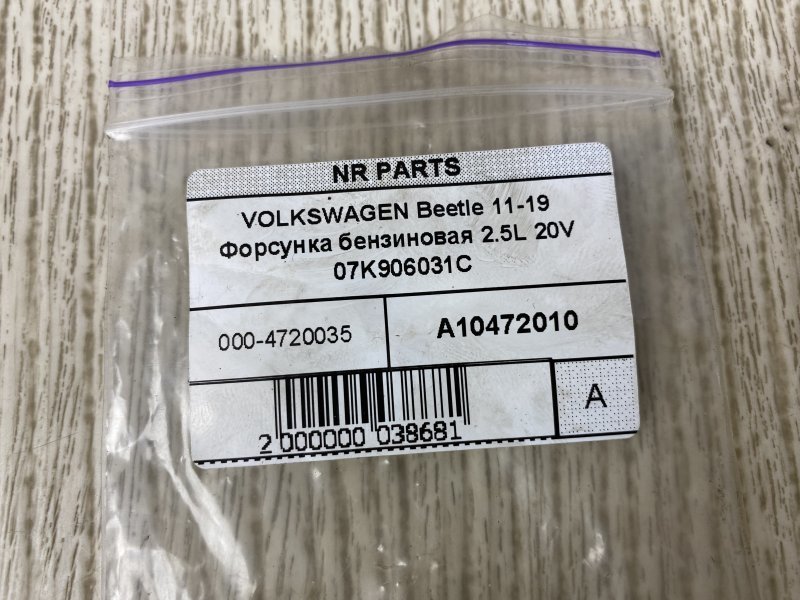 NR PARTS
VOLKSWAGEN Beetle 11-19
Форсунка бензиновая 2.5L 20V
07K906031C
000-4720035
A10472010
2 000000 038681
A